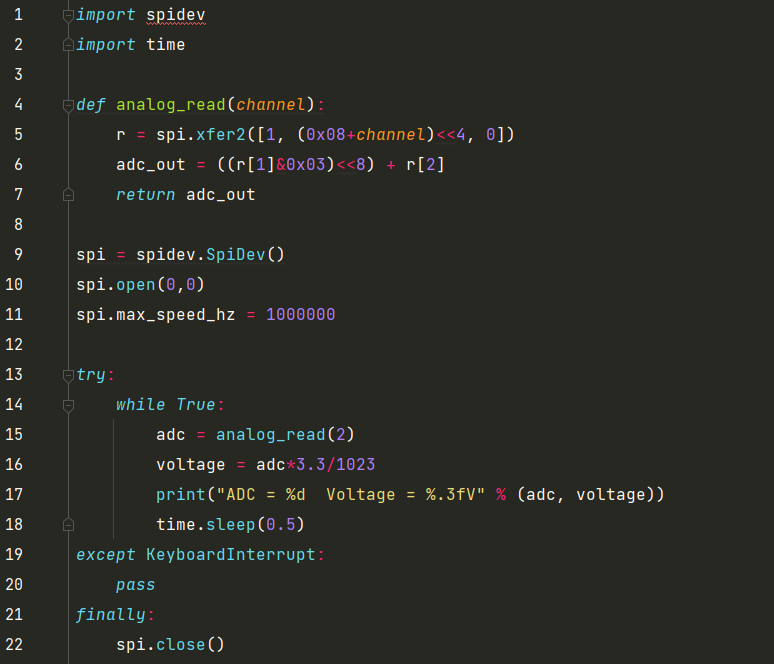 1 import spidev
2 import time
3
4 def analog_read(channel):
5     r = spi.xfer2([1, (0x08+channel)<<4, 0])
6     adc_out = ((r[1]&0x03)<<8) + r[2]
7     return adc_out
8
9 spi = spidev.SpiDev()
10 spi.open(0,0)
11 spi.max_speed_hz = 1000000
12
13 try:
14     while True:
15         adc = analog_read(2)
16         voltage = adc*3.3/1023
17         print("ADC = %d  Voltage = %.3fV" % (adc, voltage))
18         time.sleep(0.5)
19 except KeyboardInterrupt:
20     pass
21 finally:
22     spi.close()